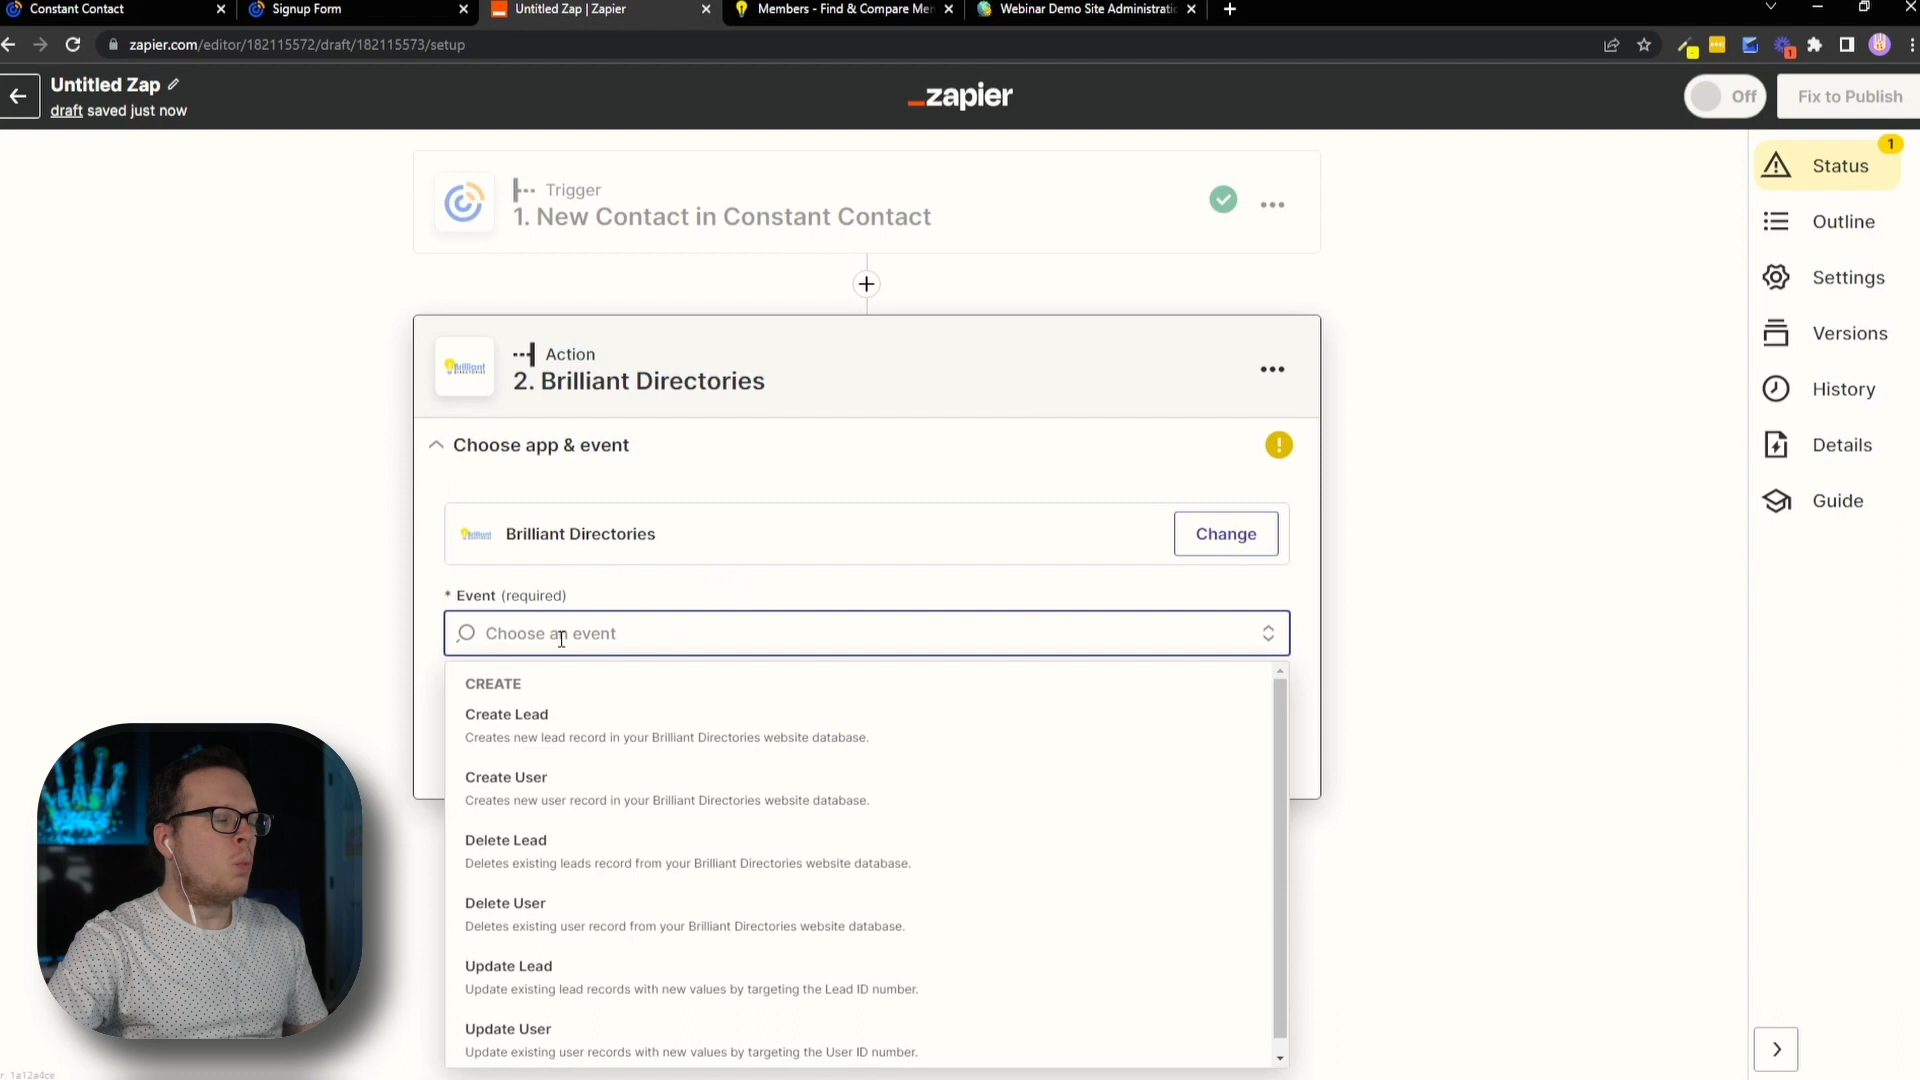 Constant Contact
Signup Form
Untitled Zap | Zapier
Members - Find & Compare Mem
Webinar Demo Site Administrati
zapier.com/editor/182115572/draft/182115573/setup
Untitled Zap
draft saved just now
zapier
Off
Fix to Publish
Trigger
1. New Contact in Constant Contact
1
Status
Outline
Settings
Versions
History
Details
Guide
Action
2. Brilliant Directories
Choose app & event
Brilliant Directories
Change
* Event (required)
Choose an event
CREATE
Create Lead
Creates new lead record in your Brilliant Directories website database.
Create User
Creates new user record in your Brilliant Directories website database.
Delete Lead
Deletes existing leads record from your Brilliant Directories website database.
Delete User
Deletes existing user record from your Brilliant Directories website database.
Update Lead
Update existing lead records with new values by targeting the Lead ID number.
Update User
Update existing user records with new values by targeting the User ID number.
r. 1a12a4ce